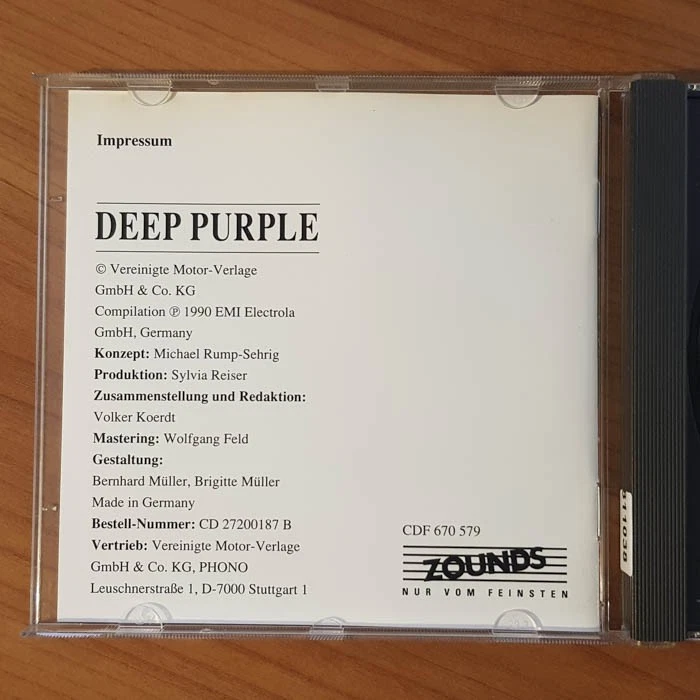 Impressum
DEEP PURPLE
© Vereinigte Motor-Verlage
GmbH & Co. KG
Compilation ℗ 1990 EMI Electrola
GmbH, Germany
Konzept: Michael Rump-Sehrig
Produktion: Sylvia Reiser
Zusammenstellung und Redaktion:
Volker Koerdt
Mastering: Wolfgang Feld
Gestaltung:
Bernhard Müller, Brigitte Müller
Made in Germany
Bestell-Nummer: CD 27200187 B
Vertrieb: Vereinigte Motor-Verlage
GmbH & Co. KG, PHONO
Leuschnerstraße 1, D-7000 Stuttgart 1
CDF 670 579
ZOUNDS
NUR VOM FEINSTEN